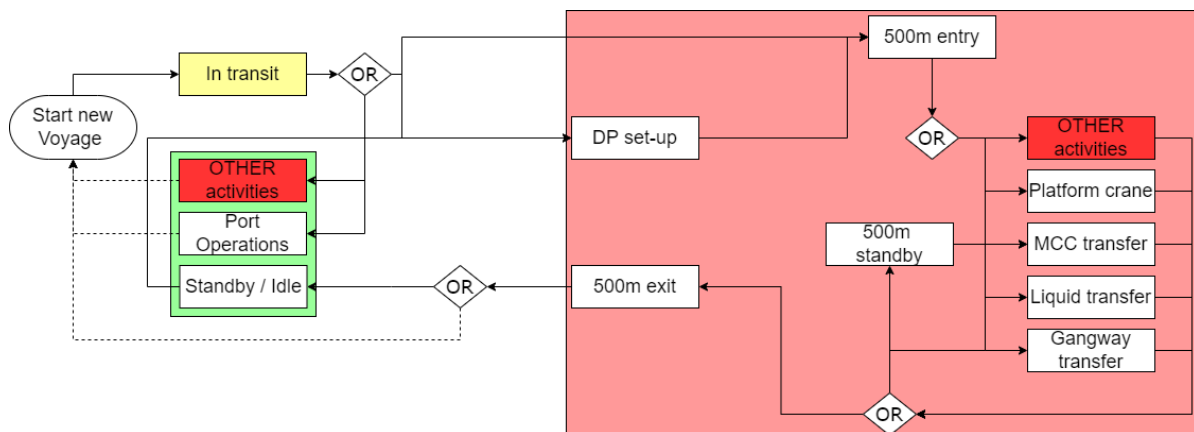 500m entry
In transit
OR
Start new
Voyage
DP set-up
OR
OTHER
activities
OTHER
activities
Platform crane
Port
Operations
500m
standby
MCC transfer
Standby / Idle
OR
500m exit
Liquid transfer
Gangway
transfer
OR